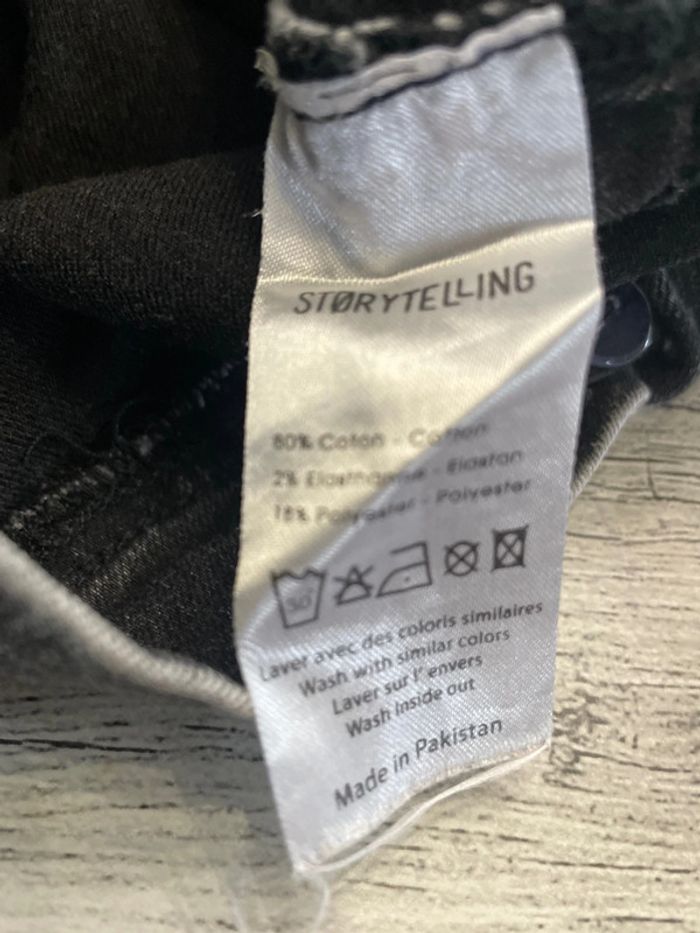 STØRYTELLING
80% Coton - Cotton
2% Elasthanne - Elastan
18% Polyester - Polyester
30°
Laver avec des coloris similaires
Wash with similar colors
Laver sur l' envers
Wash Inside out
Made in Pakistan